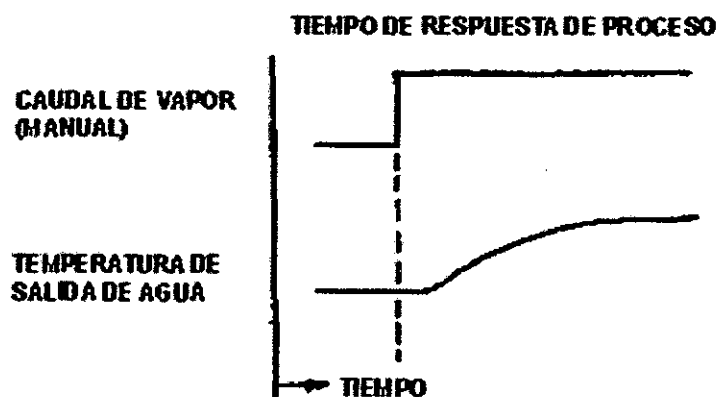 TIEMPO DE RESPUESTA DE PROCESO
CAUDAL DE VAPOR
(MANUAL)
TEMPERATURA DE
SALIDA DE AGUA
TIEMPO